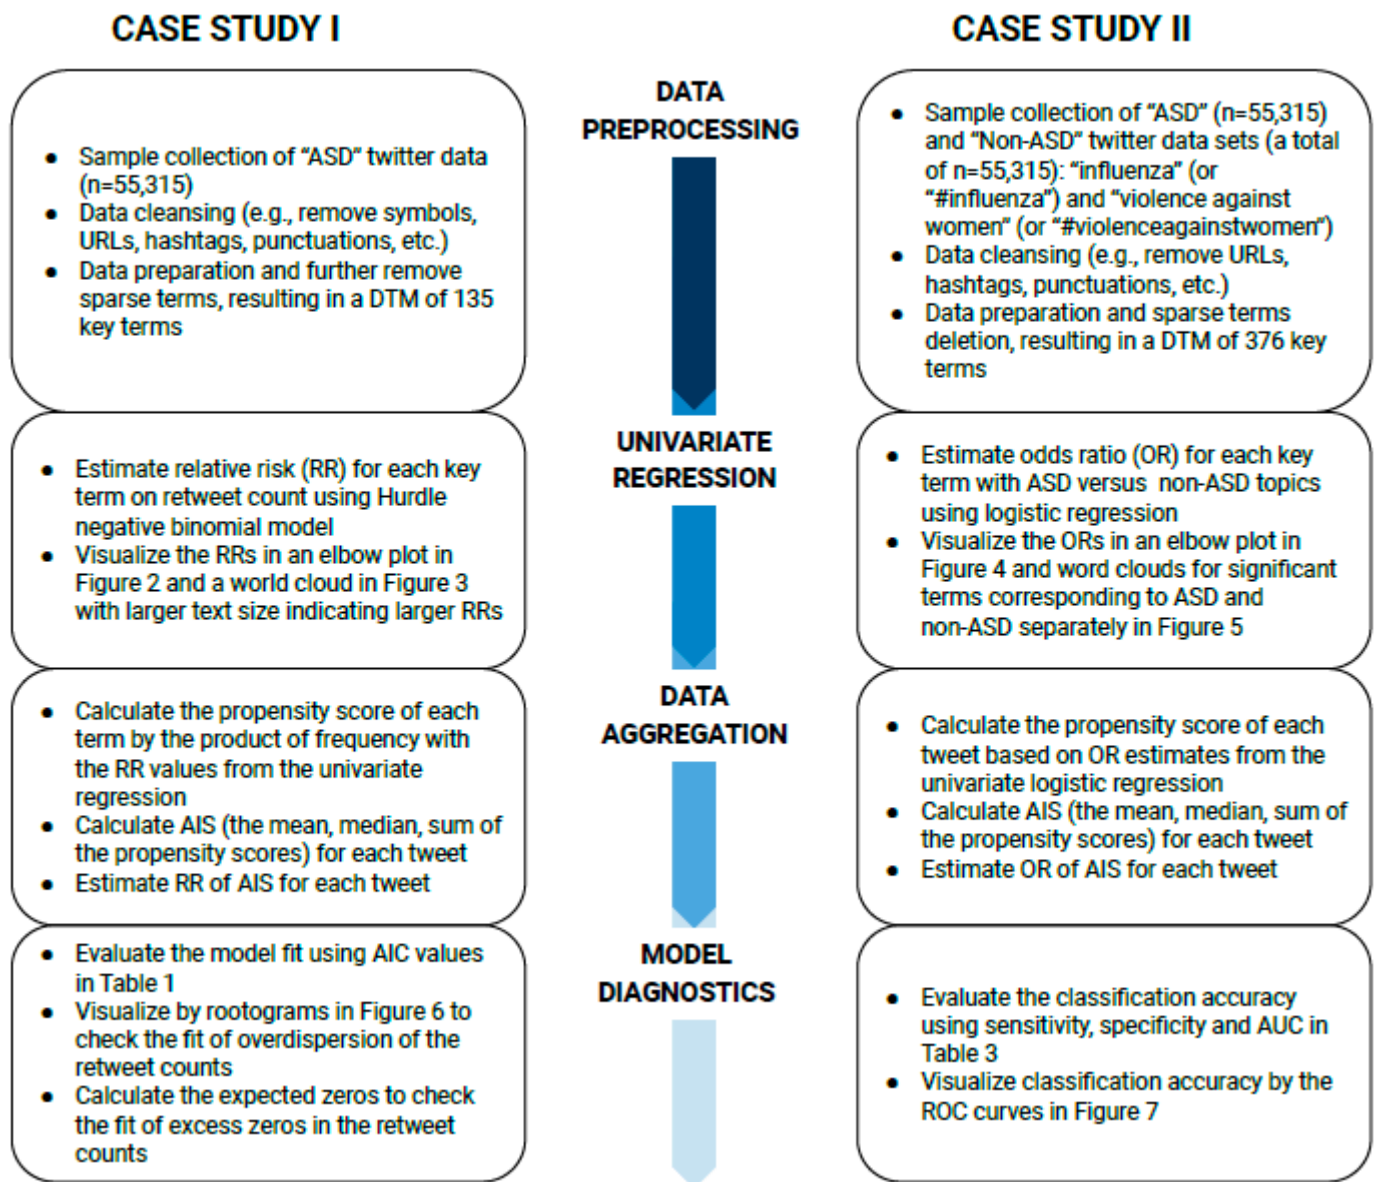 CASE STUDY I
CASE STUDY II
DATA
PREPROCESSING
● Sample collection of “ASD” twitter data
(n=55,315)
● Data cleansing (e.g., remove symbols,
URLs, hashtags, punctuations, etc.)
● Data preparation and further remove
sparse terms, resulting in a DTM of 135
key terms
● Sample collection of “ASD” (n=55,315)
and “Non-ASD” twitter data sets (a total
of n=55,315): “influenza” (or
“#influenza”) and “violence against
women” (or “#violenceagainstwomen”)
● Data cleansing (e.g., remove URLs,
hashtags, punctuations, etc.)
● Data preparation and sparse terms
deletion, resulting in a DTM of 376 key
terms
UNIVARIATE
REGRESSION
● Estimate relative risk (RR) for each key
term on retweet count using Hurdle
negative binomial model
● Visualize the RRs in an elbow plot in
Figure 2 and a world cloud in Figure 3
with larger text size indicating larger RRs
● Estimate odds ratio (OR) for each key
term with ASD versus non-ASD topics
using logistic regression
● Visualize the ORs in an elbow plot in
Figure 4 and word clouds for significant
terms corresponding to ASD and
non-ASD separately in Figure 5
DATA
AGGREGATION
● Calculate the propensity score of each
term by the product of frequency with
the RR values from the univariate
regression
● Calculate AIS (the mean, median, sum of
the propensity scores) for each tweet
● Estimate RR of AIS for each tweet
● Calculate the propensity score of each
tweet based on OR estimates from the
univariate logistic regression
● Calculate AIS (the mean, median, sum of
the propensity scores) for each tweet
● Estimate OR of AIS for each tweet
MODEL
DIAGNOSTICS
● Evaluate the model fit using AIC values
in Table 1
● Visualize by rootograms in Figure 6 to
check the fit of overdispersion of the
retweet counts
● Calculate the expected zeros to check
the fit of excess zeros in the retweet
counts
● Evaluate the classification accuracy
using sensitivity, specificity and AUC in
Table 3
● Visualize classification accuracy by the
ROC curves in Figure 7